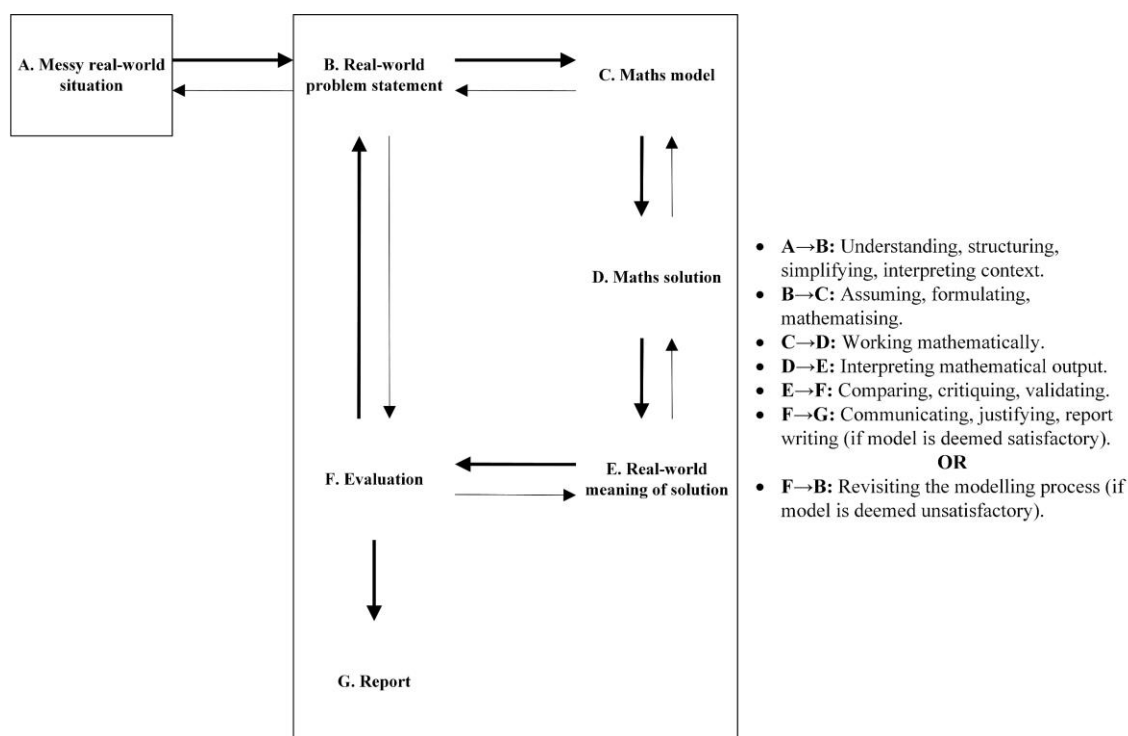 A. Messy real-world
situation
B. Real-world
problem statement
C. Maths model
D. Maths solution
E. Real-world
meaning of solution
F. Evaluation
G. Report
• A→B: Understanding, structuring,
simplifying, interpreting context.
• B→C: Assuming, formulating,
mathematising.
• C→D: Working mathematically.
• D→E: Interpreting mathematical output.
• E→F: Comparing, critiquing, validating.
• F→G: Communicating, justifying, report
writing (if model is deemed satisfactory).
OR
• F→B: Revisiting the modelling process (if
model is deemed unsatisfactory).